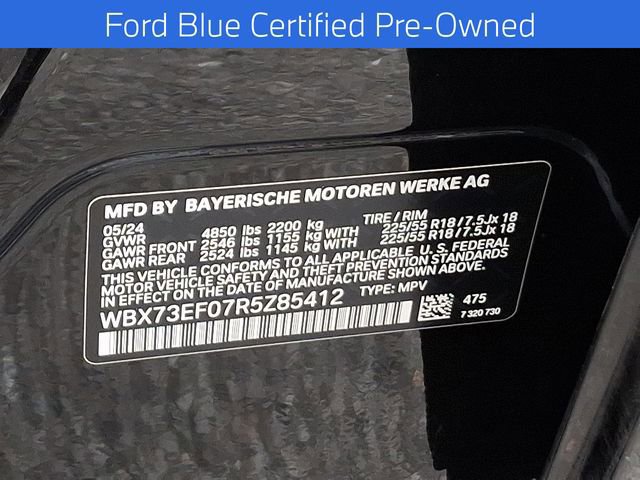 Ford Blue Certified Pre-Owned
MFD BY BAYERISCHE MOTOREN WERKE AG
05/24 TIRE / RIM
GVWR 4850 lbs 2200 kg
GAWR FRONT 2546 lbs 1155 kg WITH 225/55 R18 / 7.5Jx 18
GAWR REAR 2524 lbs 1145 kg WITH 225/55 R18 / 7.5Jx 18
THIS VEHICLE CONFORMS TO ALL APPLICABLE U. S. FEDERAL
MOTOR VEHICLE SAFETY AND THEFT PREVENTION STANDARDS
IN EFFECT ON THE DATE OF MANUFACTURE SHOWN ABOVE.
WBX73EF07R5Z85412 TYPE: MPV
475
7 320 730